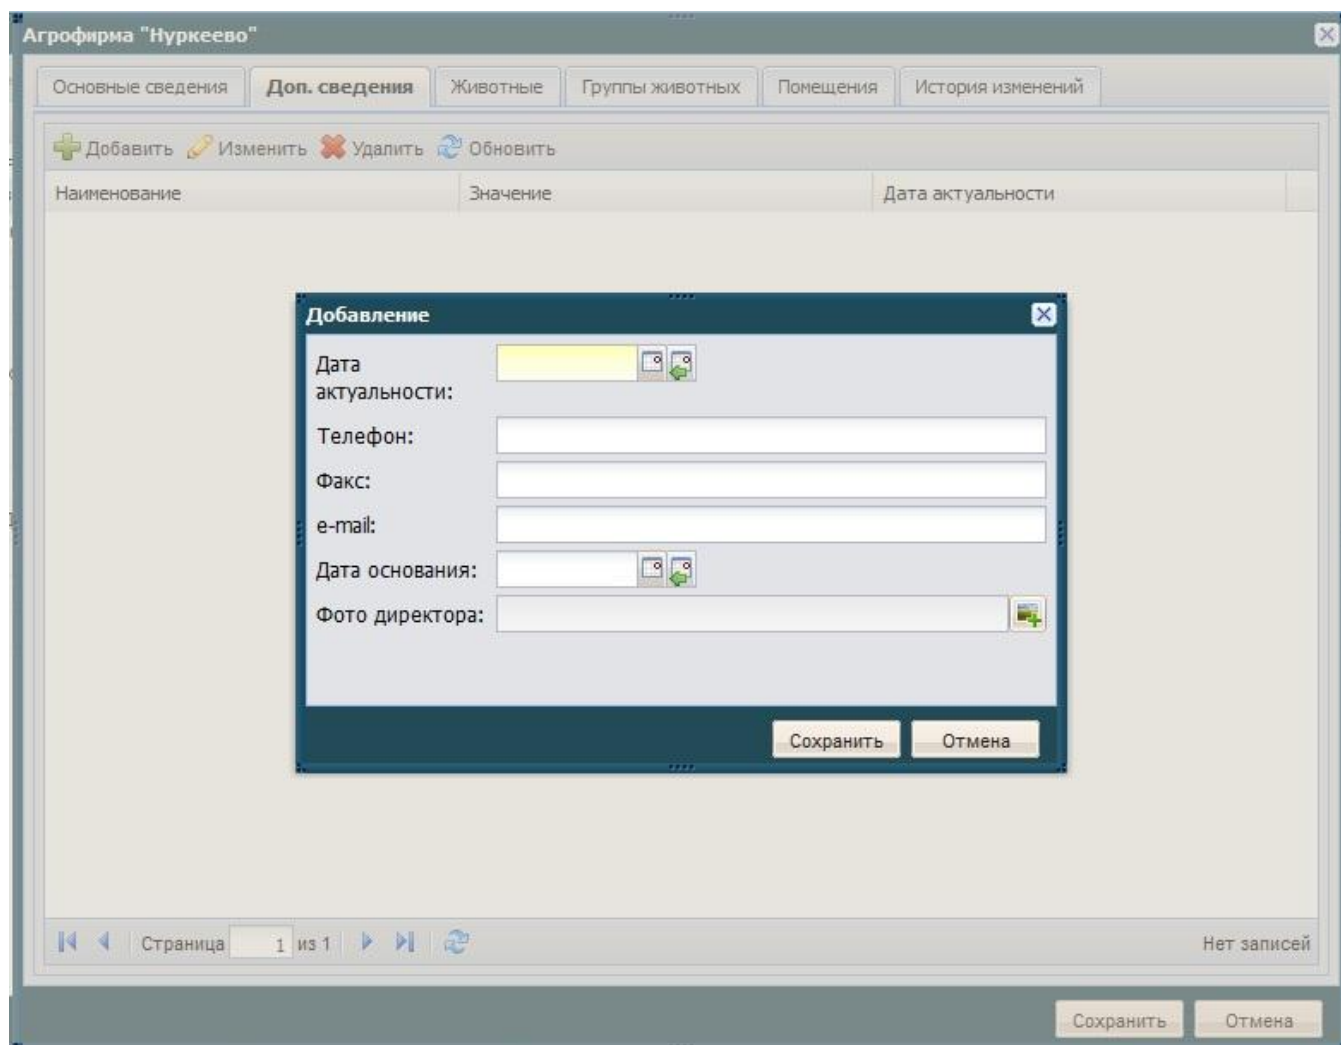 Агрофирма "Нуркеево"
Основные сведения Доп. сведения Животные Группы животных Помещения История изменений
Добавить Изменить Удалить Обновить
Наименование Значение Дата актуальности
Добавление
Дата
актуальности:
Телефон:
Факс:
e-mail:
Дата основания:
Фото директора:
Сохранить Отмена
Страница 1 из 1 Нет записей
Сохранить Отмена